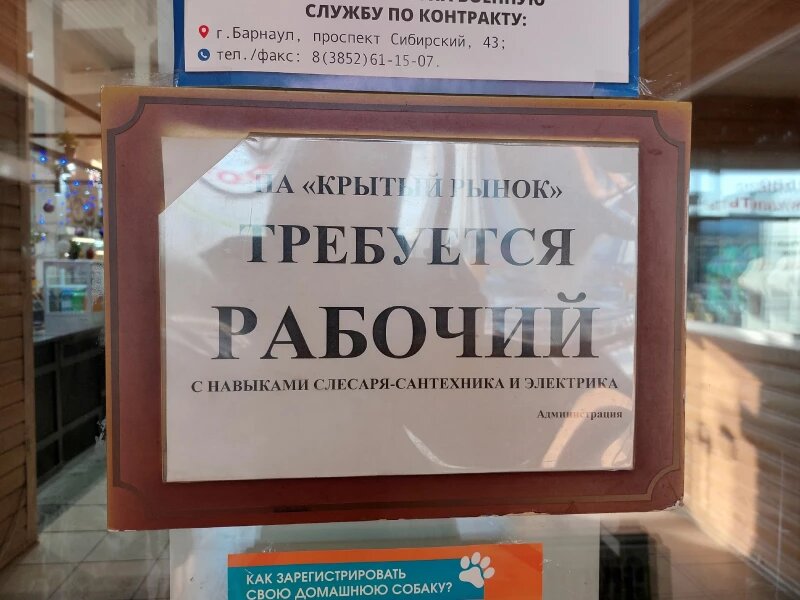 СЛУЖБУ ПО КОНТРАКТУ:
г.Барнаул, проспект Сибирский, 43;
тел./факс: 8(3852)61-15-07.
НА «КРЫТЫЙ РЫНОК»
ТРЕБУЕТСЯ
РАБОЧИЙ
С НАВЫКАМИ СЛЕСАРЯ-САНТЕХНИКА И ЭЛЕКТРИКА
Администрация
КАК ЗАРЕГИСТРИРОВАТЬ
СВОЮ ДОМАШНЮЮ СОБАКУ?